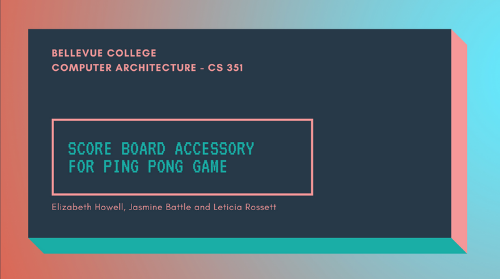 BELLEVUE COLLEGE
COMPUTER ARCHITECTURE - CS 351
SCORE BOARD ACCESSORY
FOR PING PONG GAME
Elizabeth Howell, Jasmine Battle and Leticia Rossett